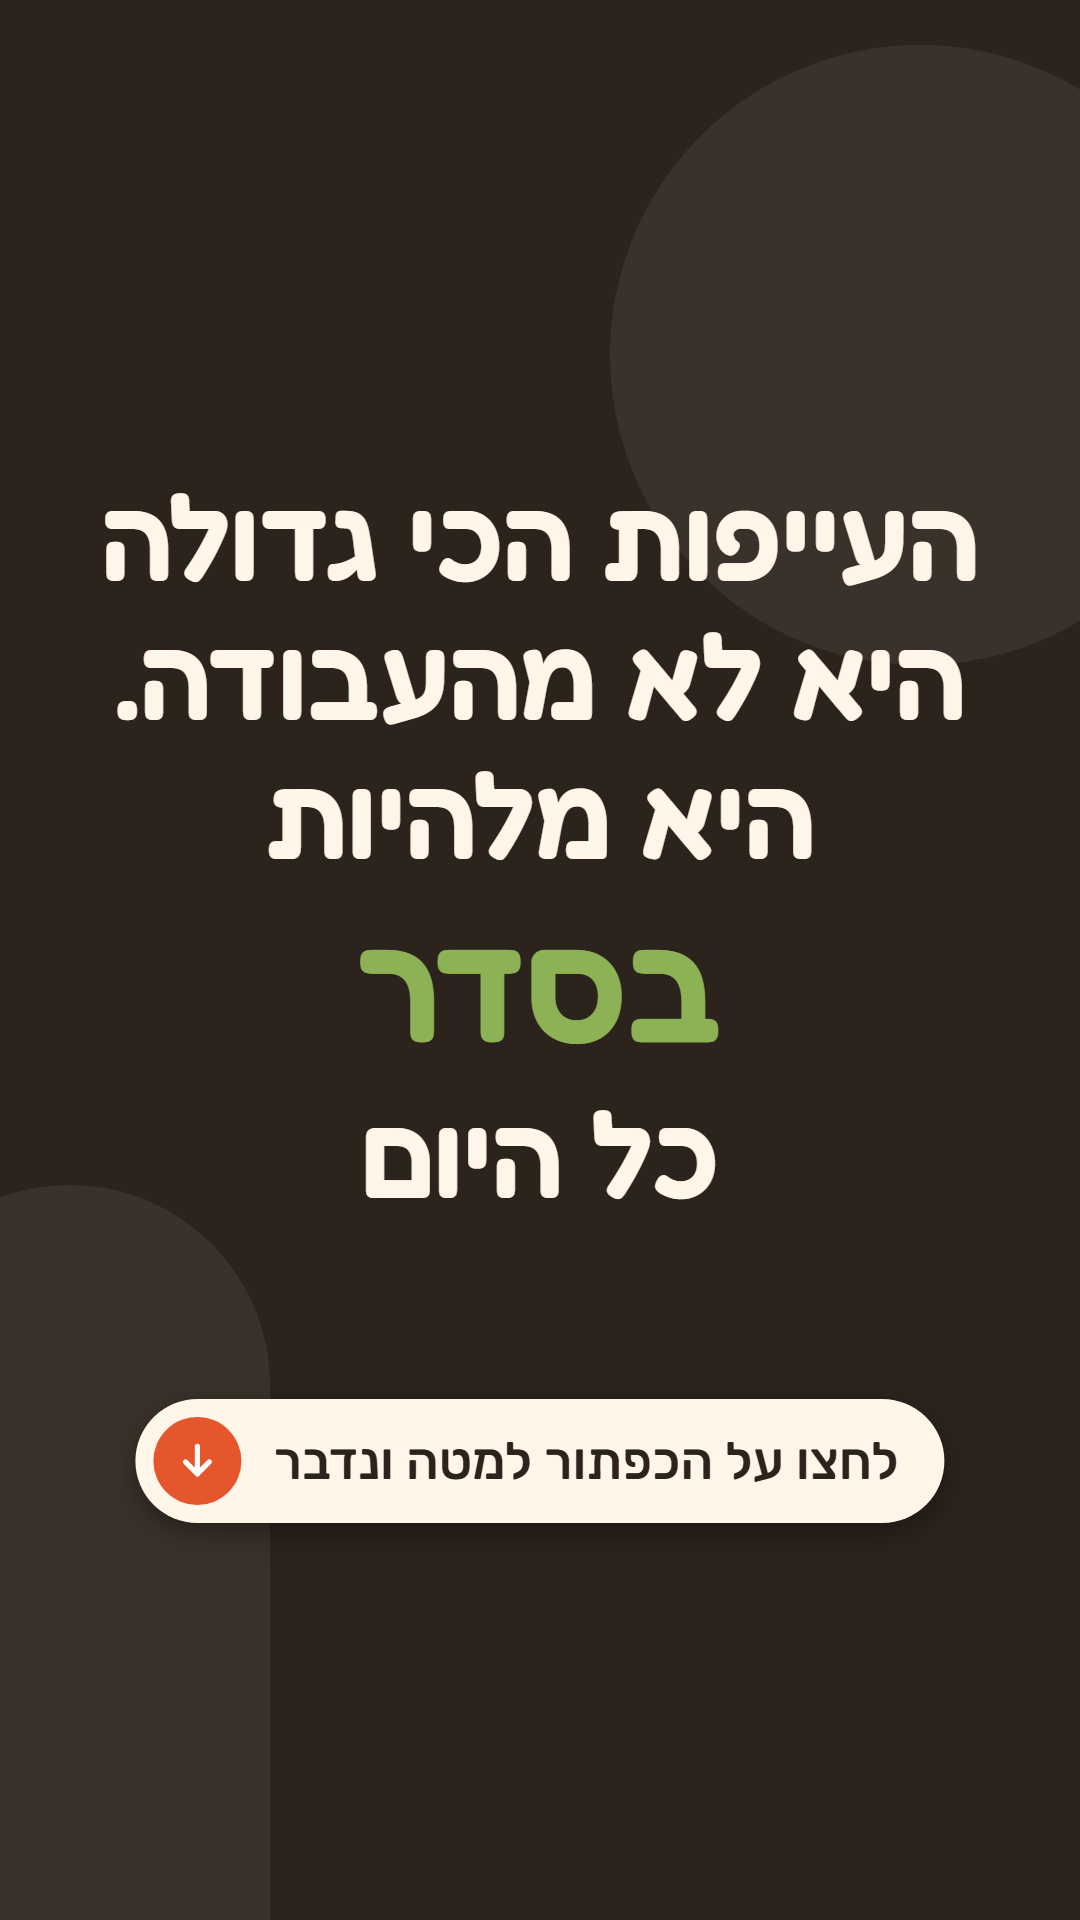 העייפות הכי גדולה
היא לא מהעבודה.
היא מלהיות
בסדר
כל היום
לחצו על הכפתור למטה ונדבר